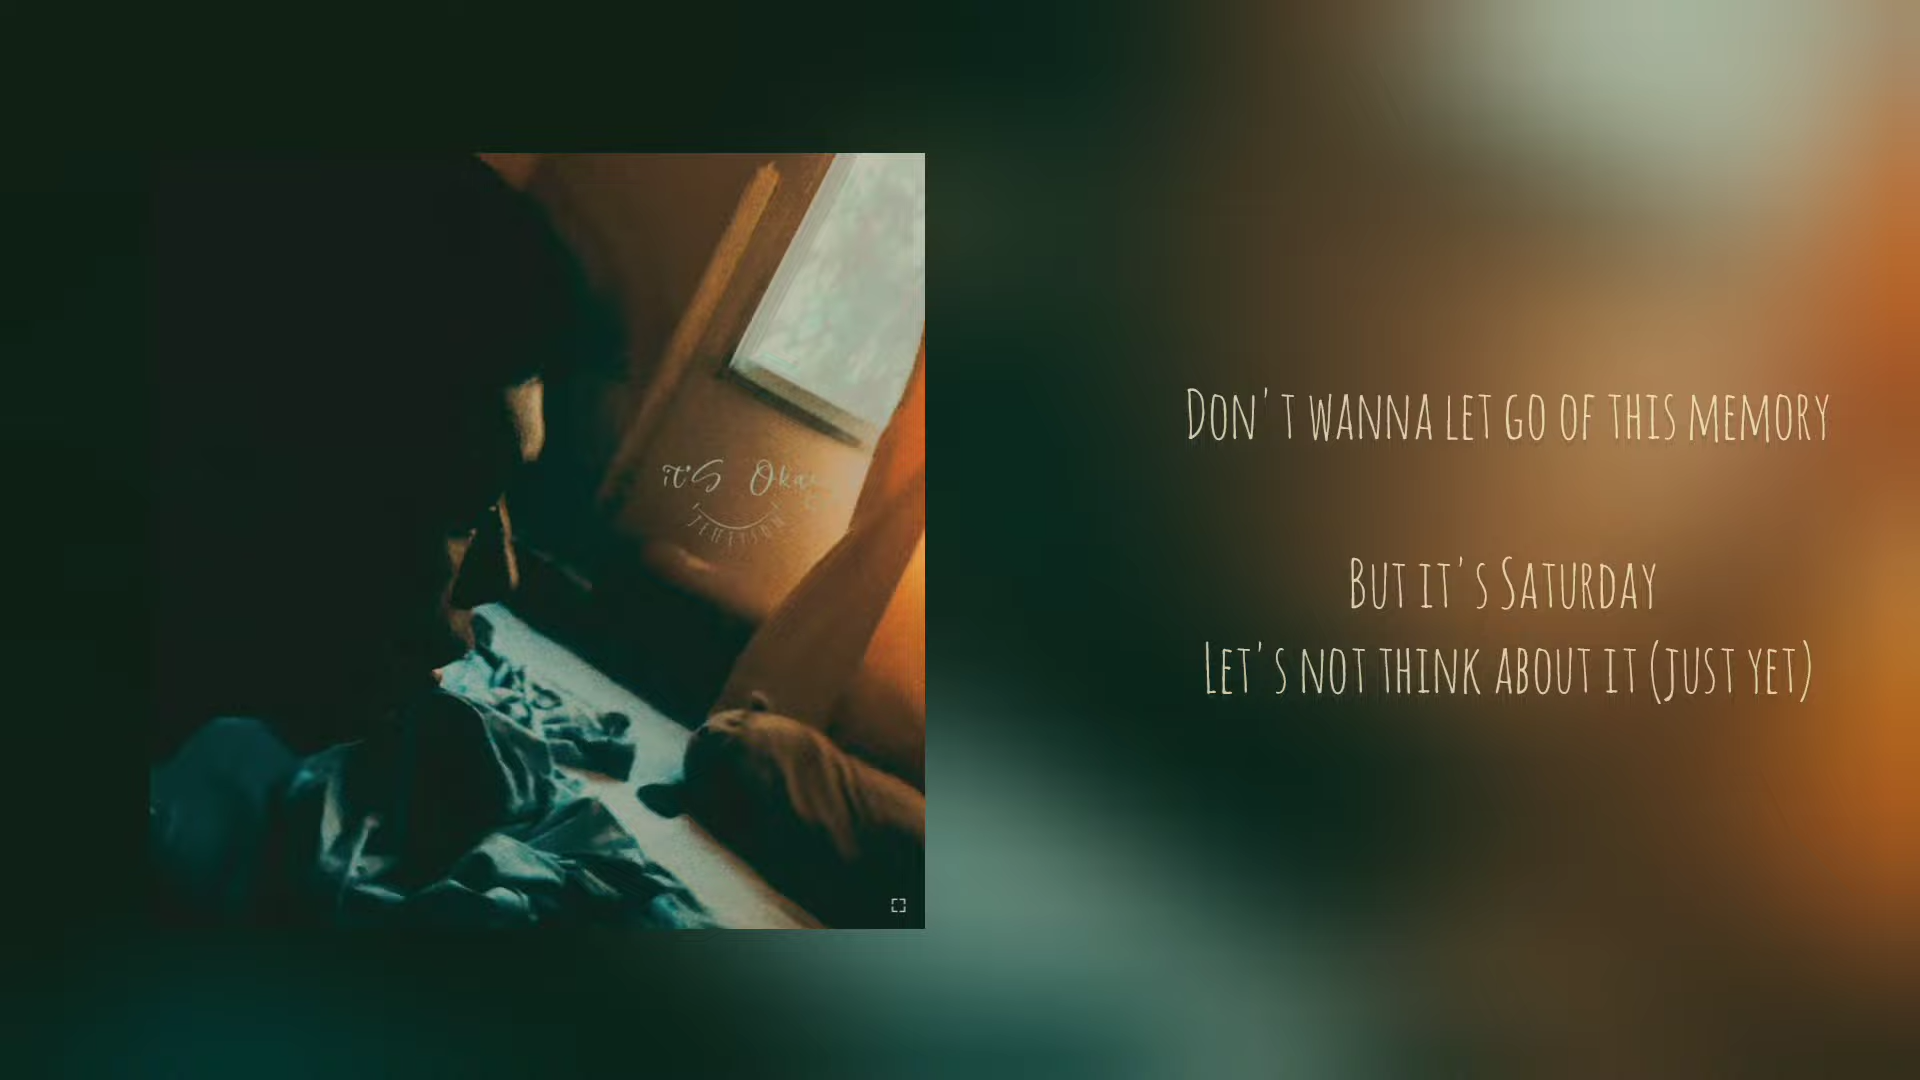 it's Okay
Don't wanna let go of this memory
But it's Saturday
Let's not think about it (just yet)